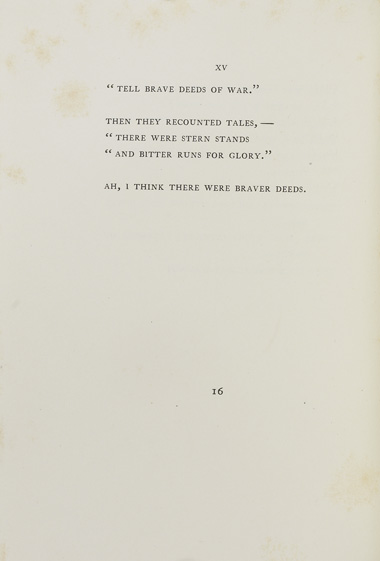 XV
“ TELL BRAVE DEEDS OF WAR.”
THEN THEY RECOUNTED TALES, —
“ THERE WERE STERN STANDS
“ AND BITTER RUNS FOR GLORY.”
AH, I THINK THERE WERE BRAVER DEEDS.
16